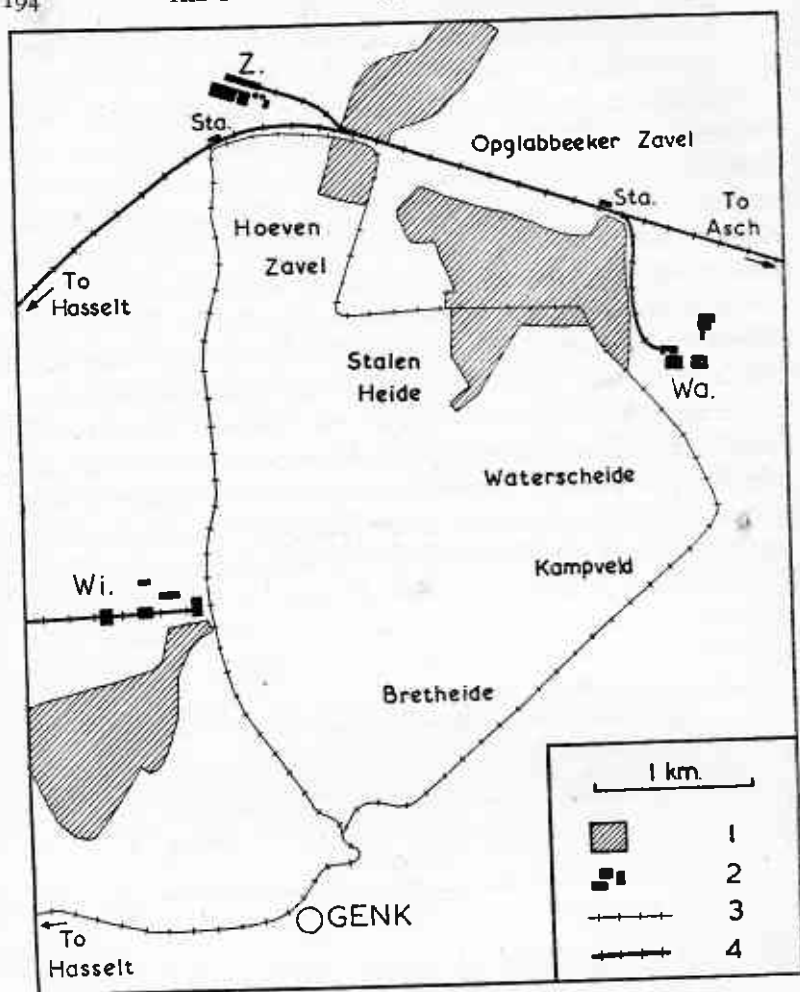 194
Z.
Sta.
Opglabbeeker Zavel
Sta.
To
Asch
Hoeven
Zavel
To
Hasselt
Stalen
Heide
Wa.
Waterscheide
Kampveld
Wi.
Bretheide
1 km.
1
2
3
4
GENK
To
Hasselt